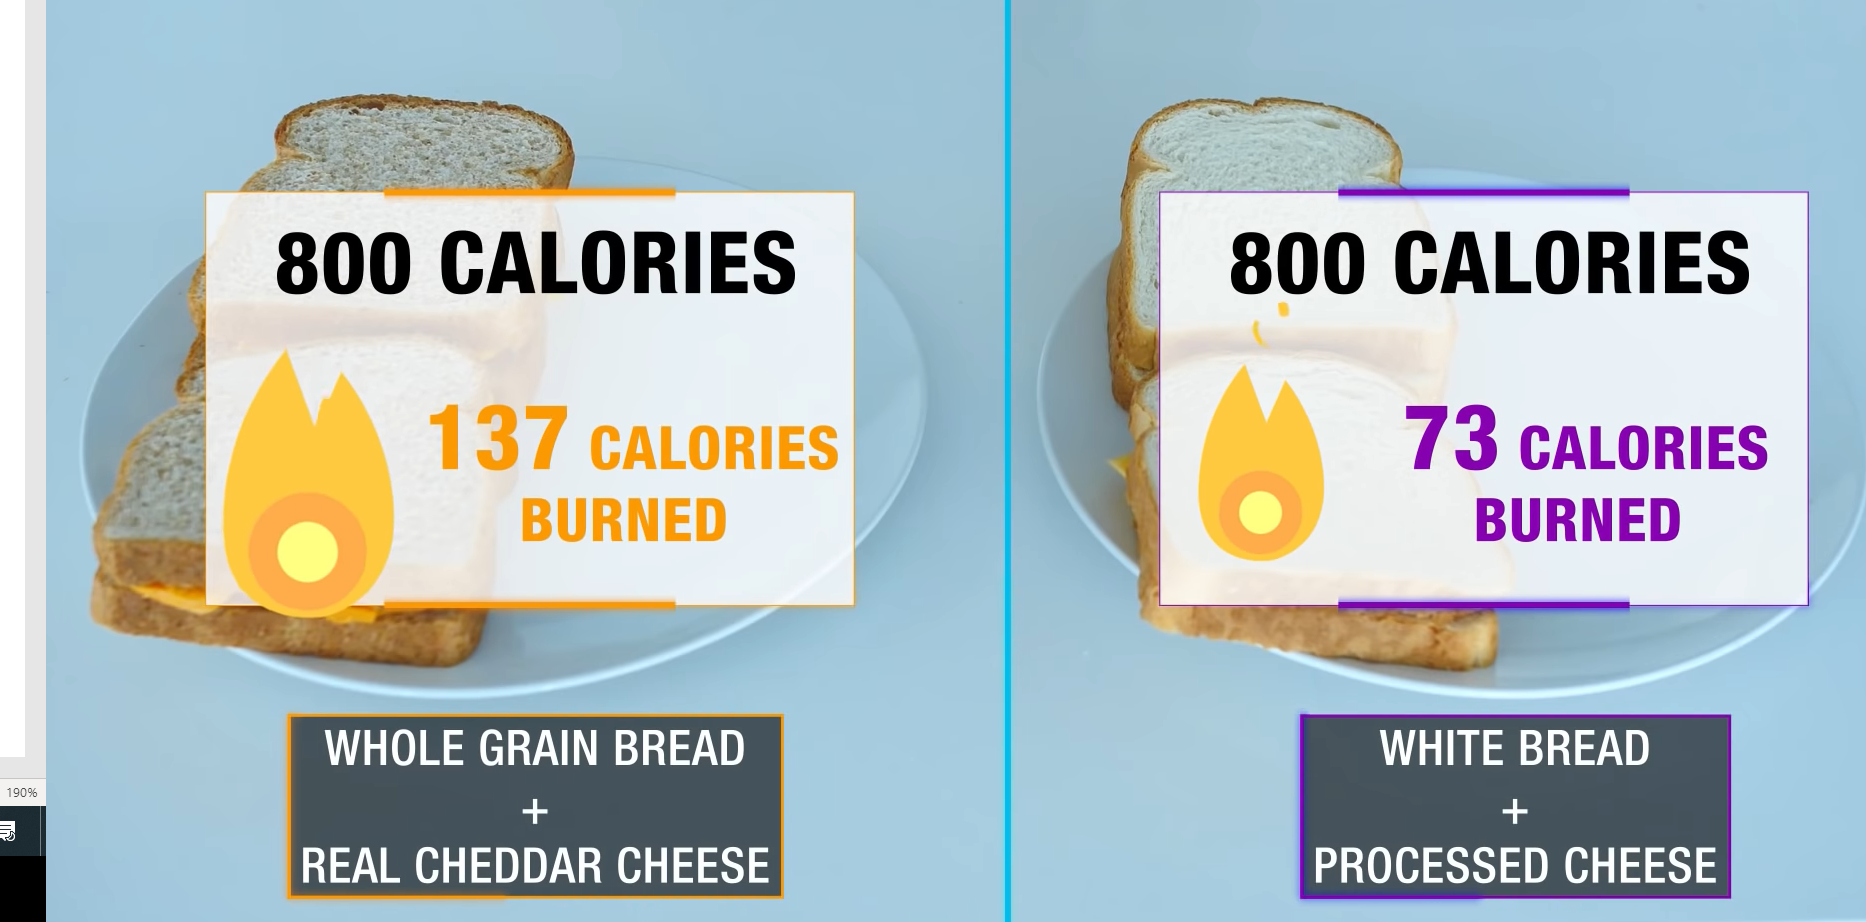 800 CALORIES
137 CALORIES
BURNED
WHOLE GRAIN BREAD
+
REAL CHEDDAR CHEESE
800 CALORIES
73 CALORIES
BURNED
WHITE BREAD
+
PROCESSED CHEESE
190%